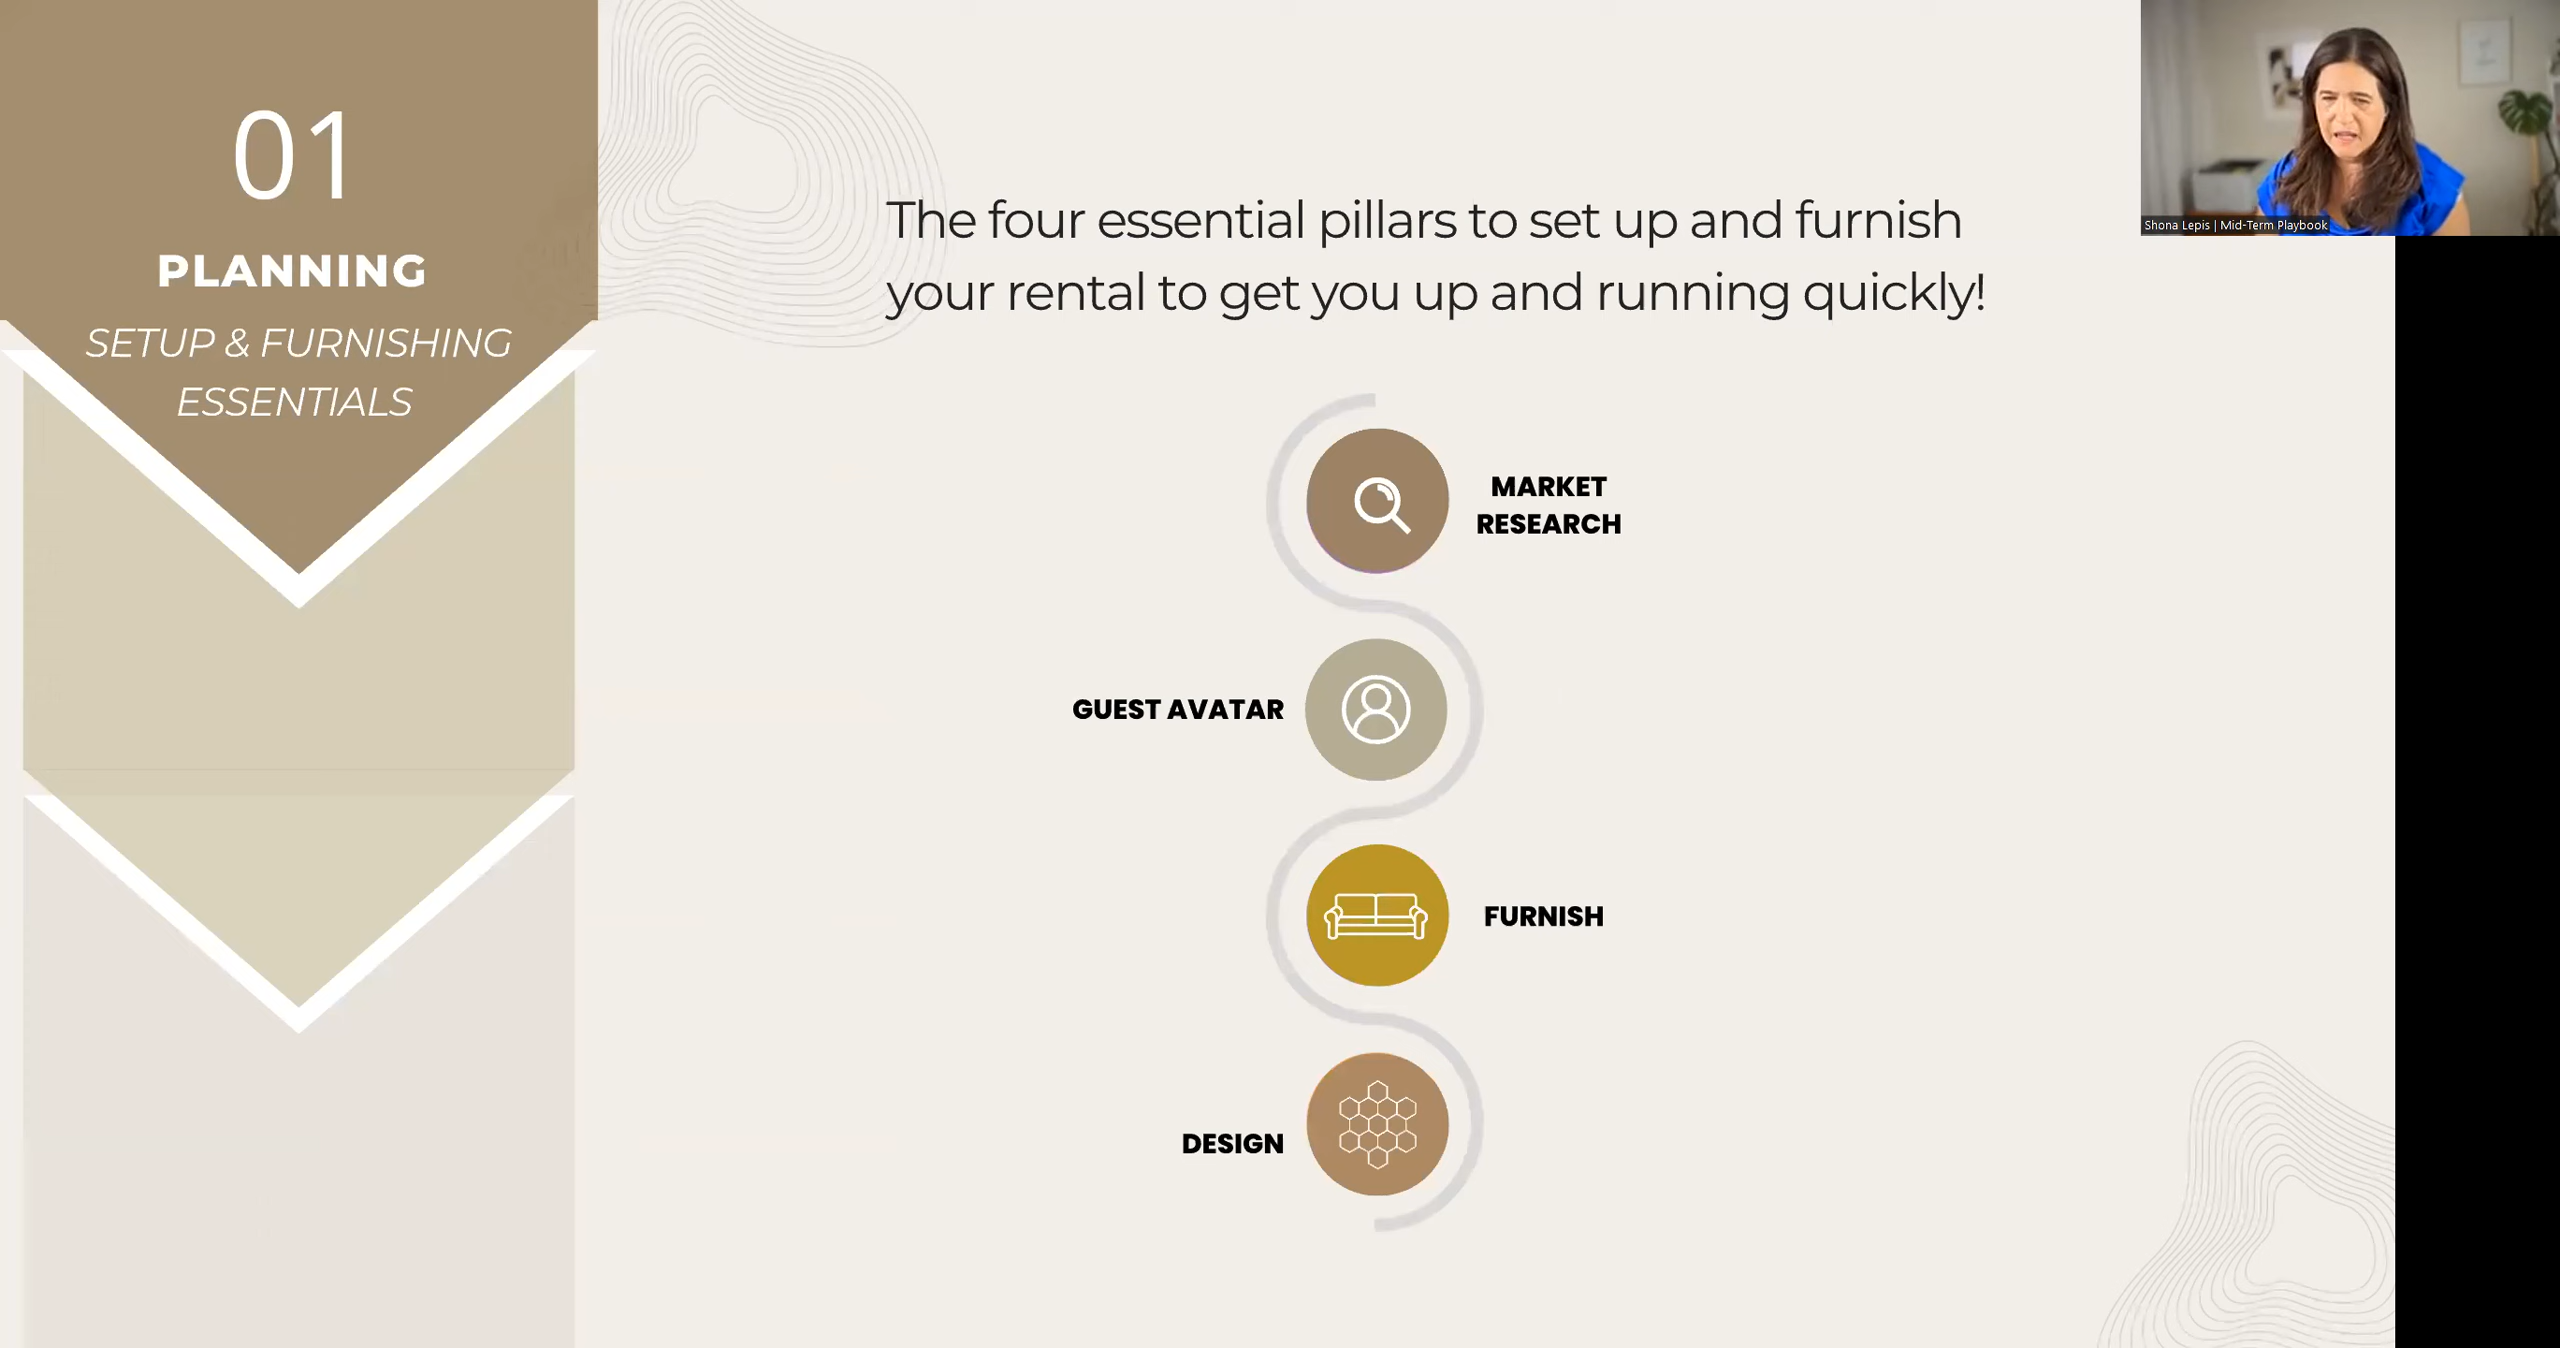 01
PLANNING
SETUP & FURNISHING
ESSENTIALS
The four essential pillars to set up and furnish
your rental to get you up and running quickly!
MARKET
RESEARCH
GUEST AVATAR
FURNISH
DESIGN
Shona Lepis | Mid-Term Playbook